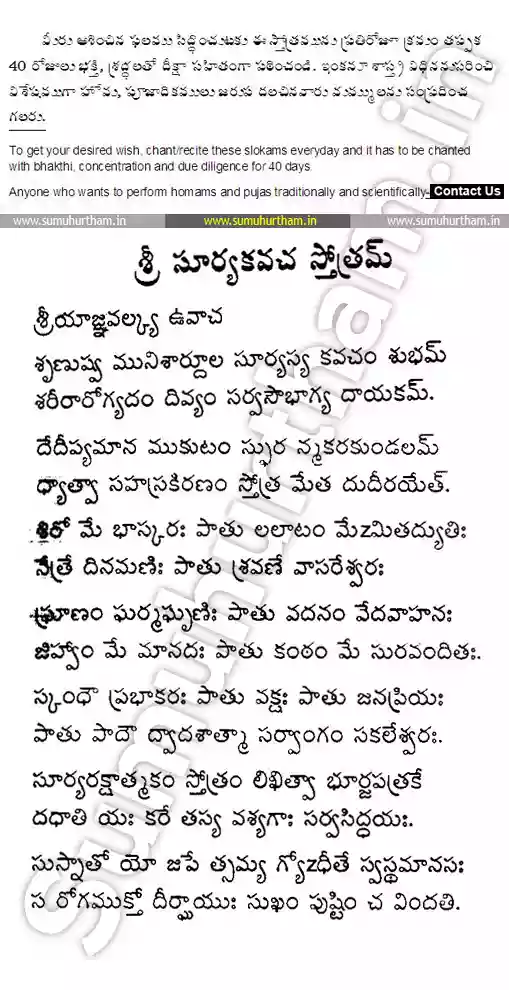 మీరు ఆశించిన ఫలము సిద్ధించుటకు ఈ స్తోత్రమును ప్రతిరోజూ క్రమం తప్పక
40 రోజులు భక్తి, శ్రద్ధలతో దీక్షా సహితంగా పఠించండి. ఇంకనూ శాస్త్ర విధిననుసరించి
విశేషముగా హోమ, పూజాదికములు జరుప దలచినవారు మమ్ములను సంప్రదించ
గలరు.
To get your desired wish, chant/recite these slokams everyday and it has to be chanted
with bhakthi, concentration and due diligence for 40 days.
Anyone who wants to perform homams and pujas traditionally and scientifically- Contact Us
www.sumuhurtham.in www.sumuhurtham.in www.sumuhurtham.in
శ్రీ సూర్యకవచ స్తోత్రమ్
శ్రీయాజ్ఞవల్క్య ఉవాచ
శృణుష్వ మునిశార్దూల సూర్యస్య కవచం శుభమ్
శరీరారోగ్యదం దివ్యం సర్వసౌభాగ్య దాయకమ్.
దేదీప్యమాన ముకుటం స్ఫుర న్మకరకుండలమ్
ధ్యాత్వా సహస్రకిరణం స్తోత్ర మేత దుదీరయేత్.
శిరో మే భాస్కరః పాతు లలాటం మేzమితద్యుతిః
నేత్రే దినమణిః పాతు శ్రవణే వాసరేశ్వరః
ఘ్రాణం ఘర్మఘృణిః పాతు వదనం వేదవాహనః
జిహ్వాం మే మానదః పాతు కంఠం మే సురవందితః.
స్కంధౌ ప్రభాకరః పాతు వక్షః పాతు జనప్రియః
పాతు పాదౌ ద్వాదశాత్మా సర్వాంగం సకలేశ్వరః.
సూర్యరక్షాత్మకం స్తోత్రం లిఖిత్వా భూర్జపత్రకే
దధాతి యః కరే తస్య వశ్యగాః సర్వసిద్ధయః.
సుస్నాతో యో జపే త్సమ్య గ్యోzధీతే స్వస్థమానసః
స రోగముక్తో దీర్ఘాయుః సుఖం పుష్టిం చ విందతి.
Sumuhurtham.in